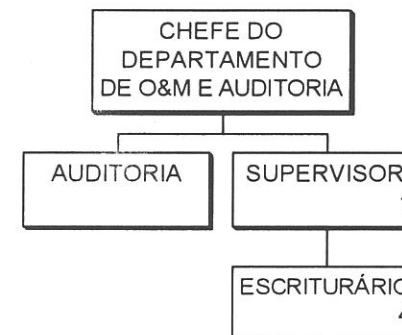 CHEFE DO
DEPARTAMENTO
DE O&M E AUDITORIA
AUDITORIA
SUPERVISOR
ESCRITURÁRIO